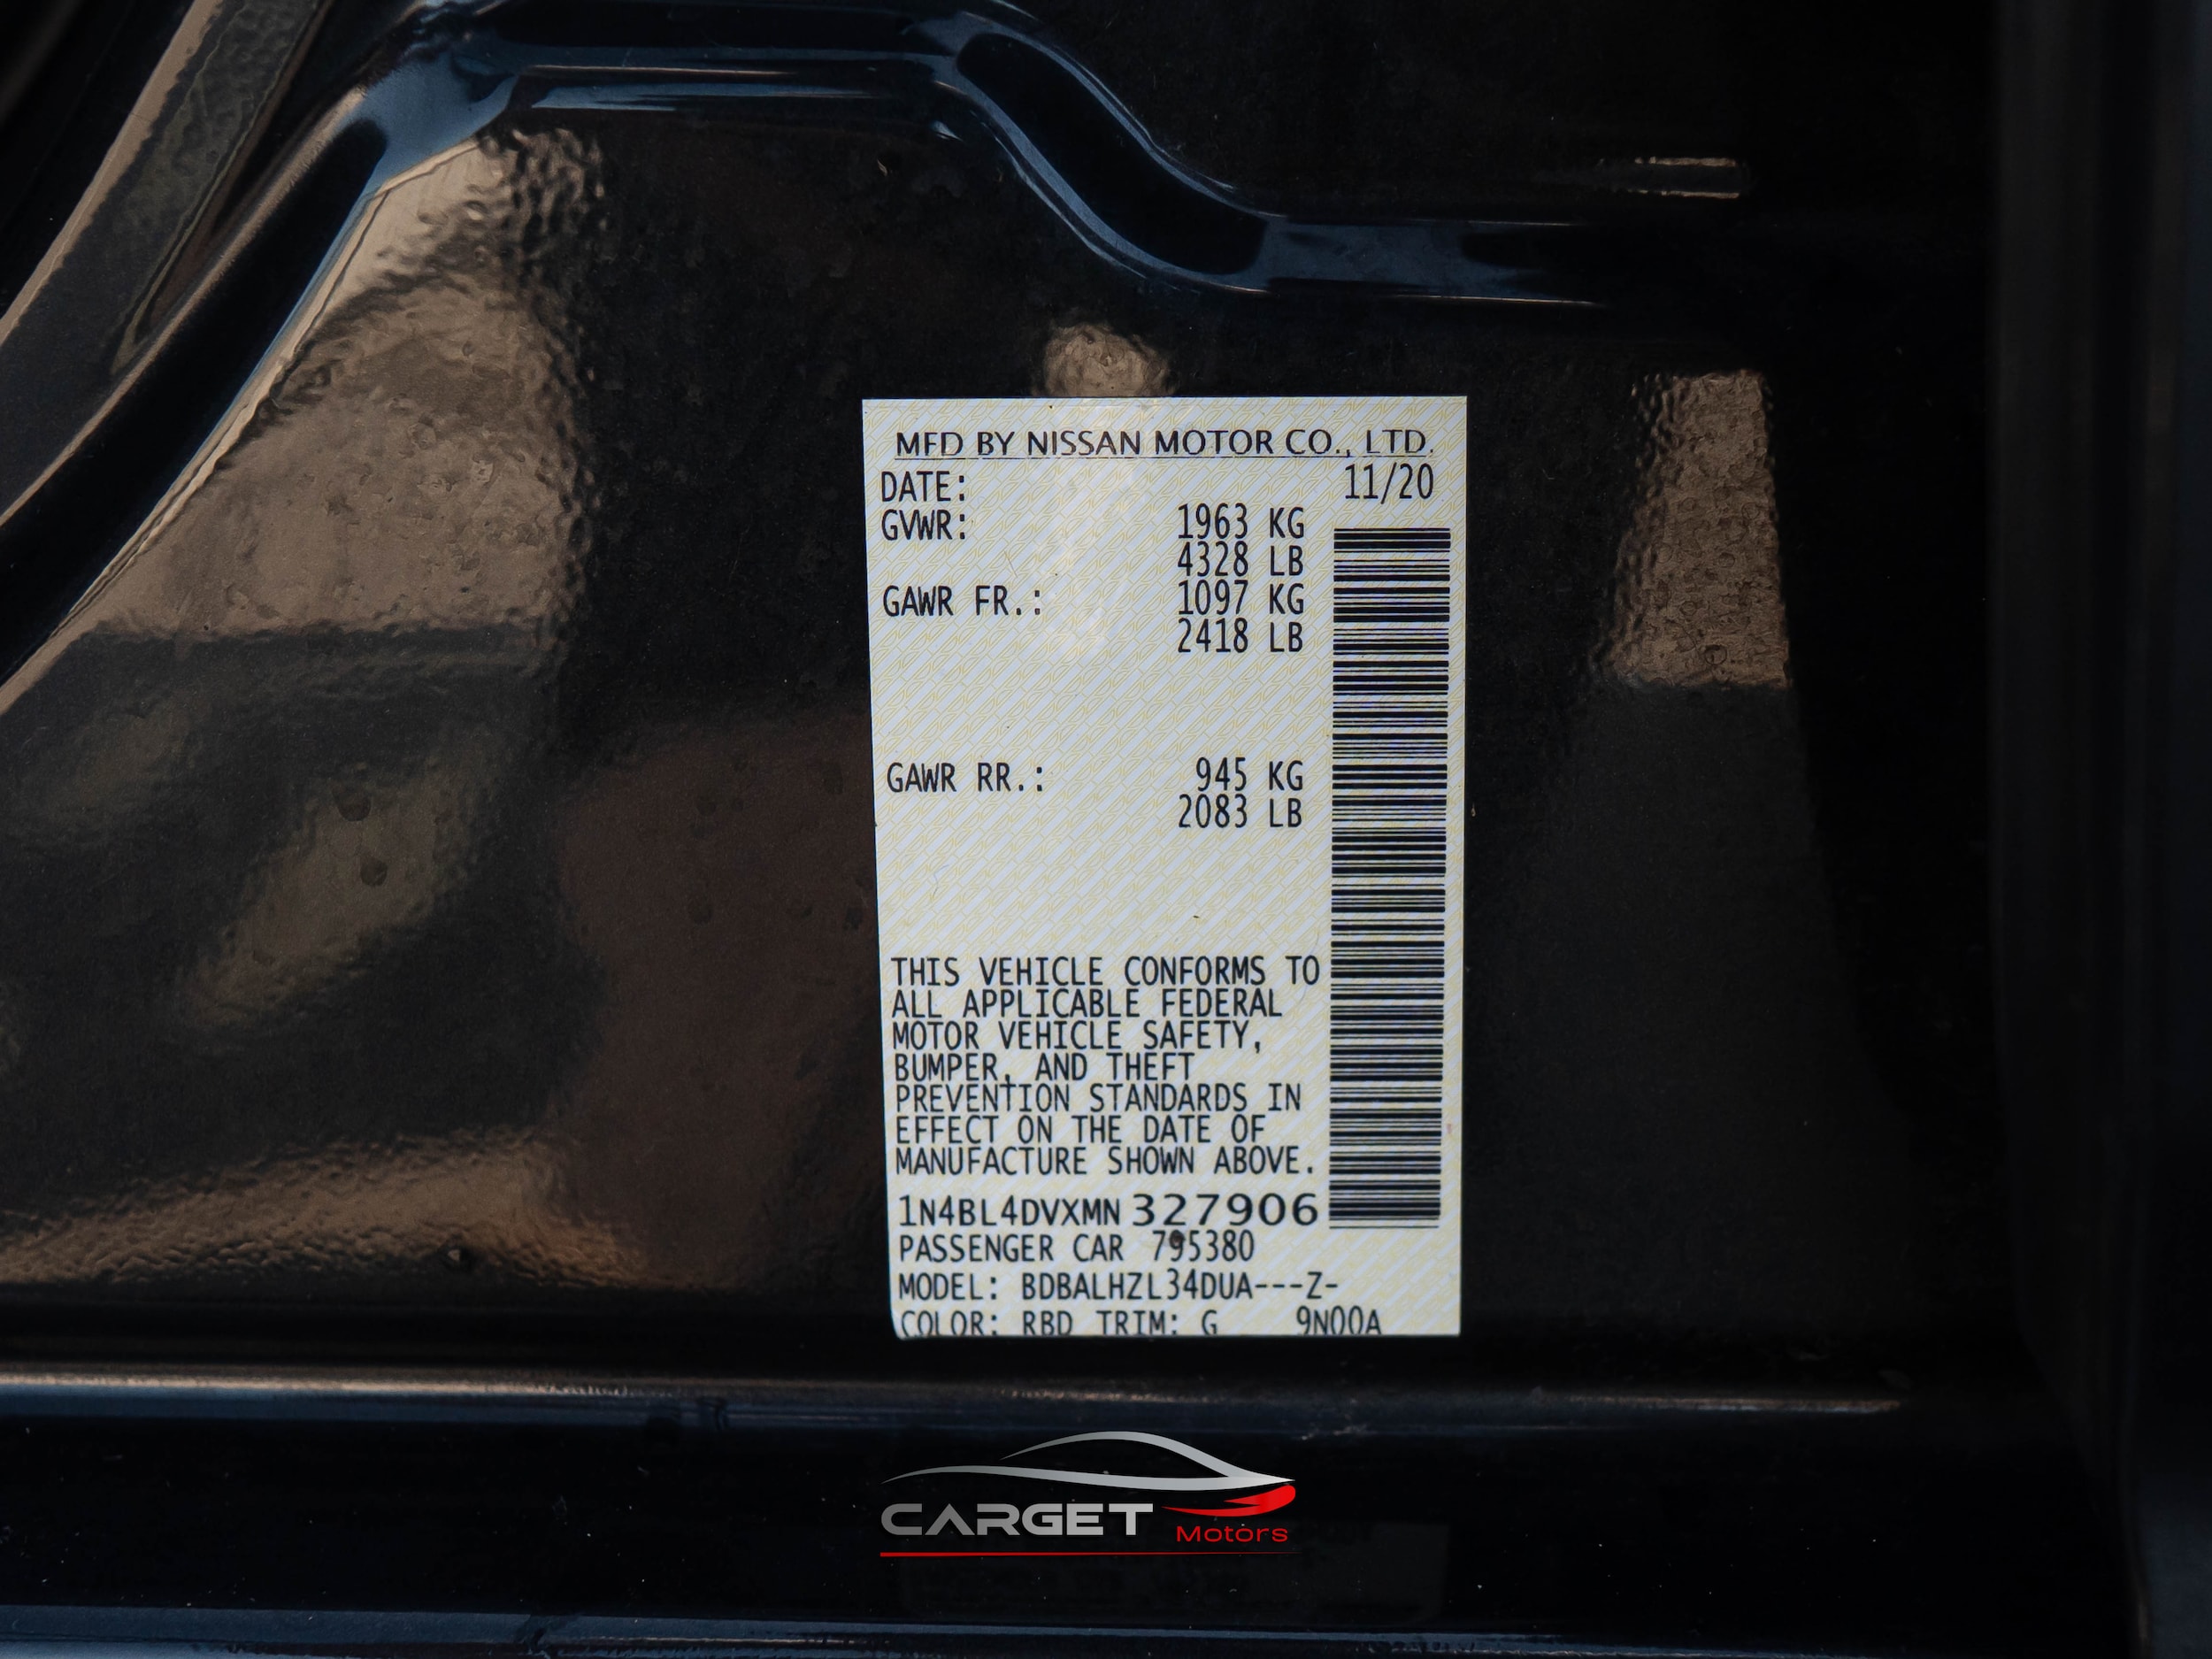 MFD BY NISSAN MOTOR CO., LTD.
DATE: 11/20
GVWR: 1963 KG
4328 LB
GAWR FR.: 1097 KG
2418 LB
GAWR RR.: 945 KG
2083 LB
THIS VEHICLE CONFORMS TO
ALL APPLICABLE FEDERAL
MOTOR VEHICLE SAFETY,
BUMPER, AND THEFT
PREVENTION STANDARDS IN
EFFECT ON THE DATE OF
MANUFACTURE SHOWN ABOVE.
1N4BL4DVXMN327906
PASSENGER CAR 795380
MODEL: BDBALHZL34DUA---Z-
COLOR: RBD TRIM: G 9N00A
CARGET
Motors